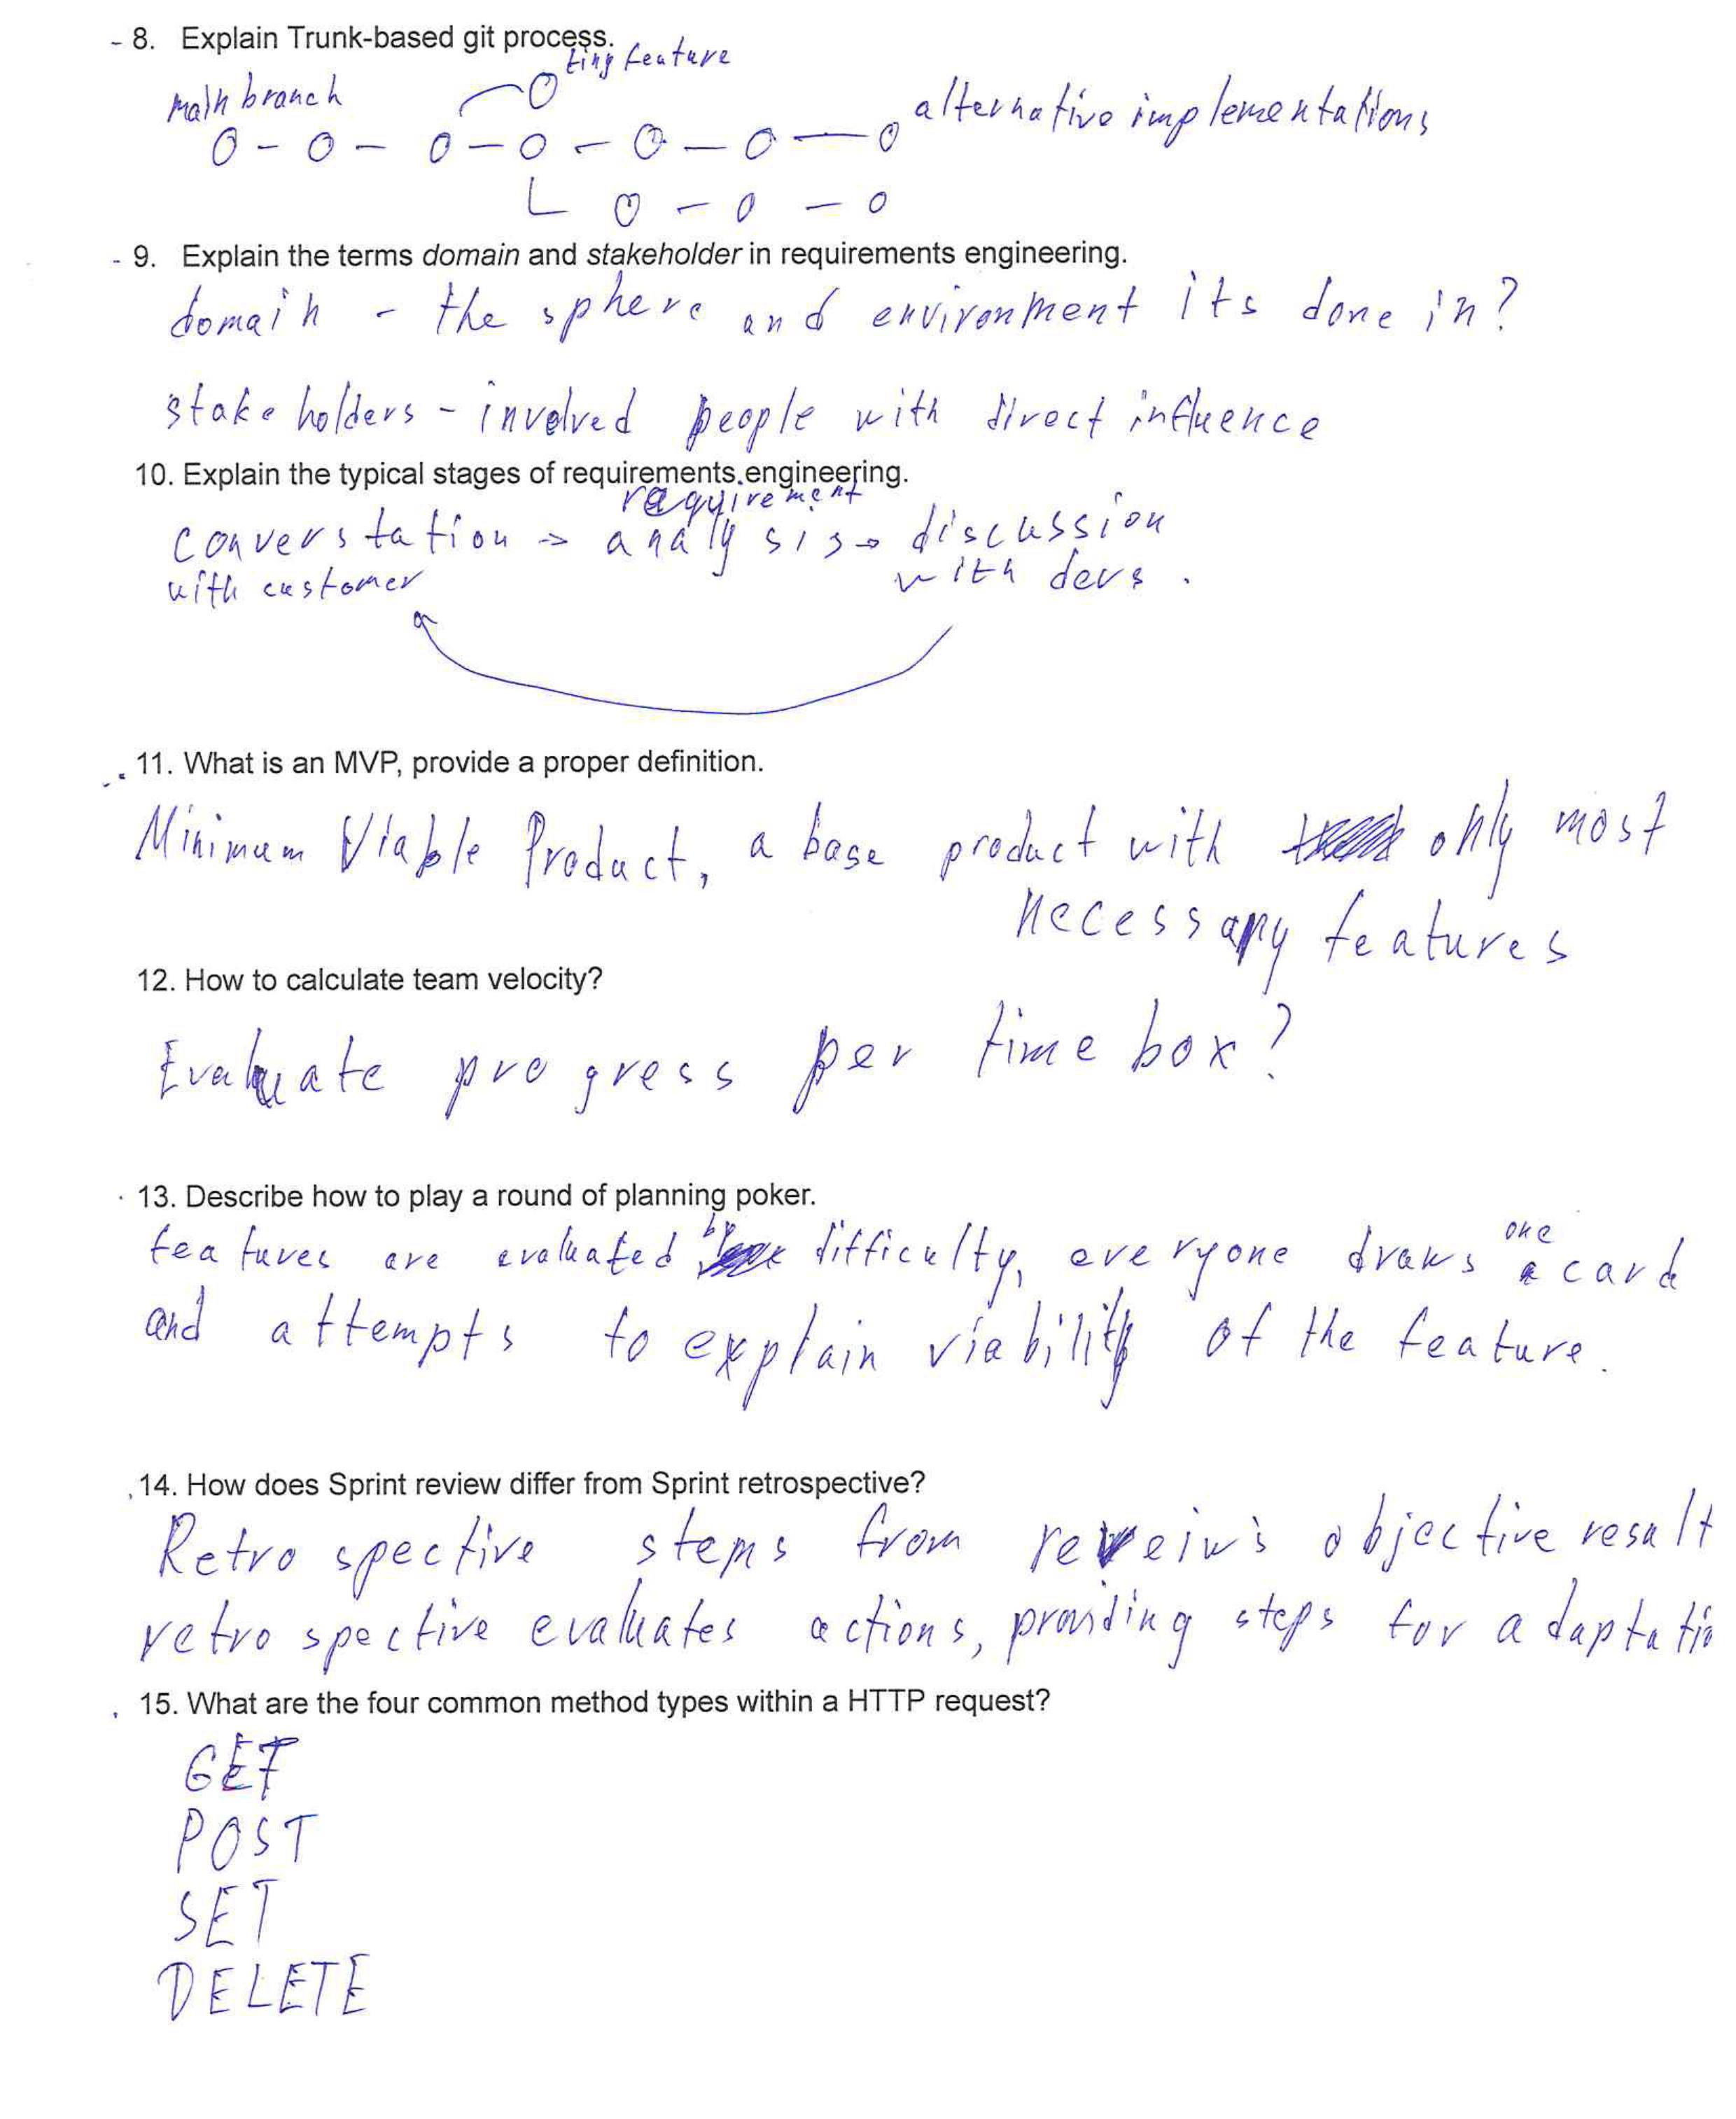 - 8. Explain Trunk-based git process.
tiny feature
main branch
alternative implementations
- 9. Explain the terms domain and stakeholder in requirements engineering.
domain - the sphere and environment its done in?
stakeholders - involved people with direct influence
10. Explain the typical stages of requirements engineering.
requirement
converstation -> analysis -> discussion
with customer with devs.
11. What is an MVP, provide a proper definition.
Minimum Viable Product, a base product with only most
necessary features
12. How to calculate team velocity?
Evaluate progress per time box?
13. Describe how to play a round of planning poker.
features are evaluated by difficulty, everyone draws one card
and attempts to explain viability of the feature.
14. How does Sprint review differ from Sprint retrospective?
Retrospective stems from reveiw's objective result
retrospective evaluates actions, providing steps for adaptatio
15. What are the four common method types within a HTTP request?
GET
POST
SET
DELETE